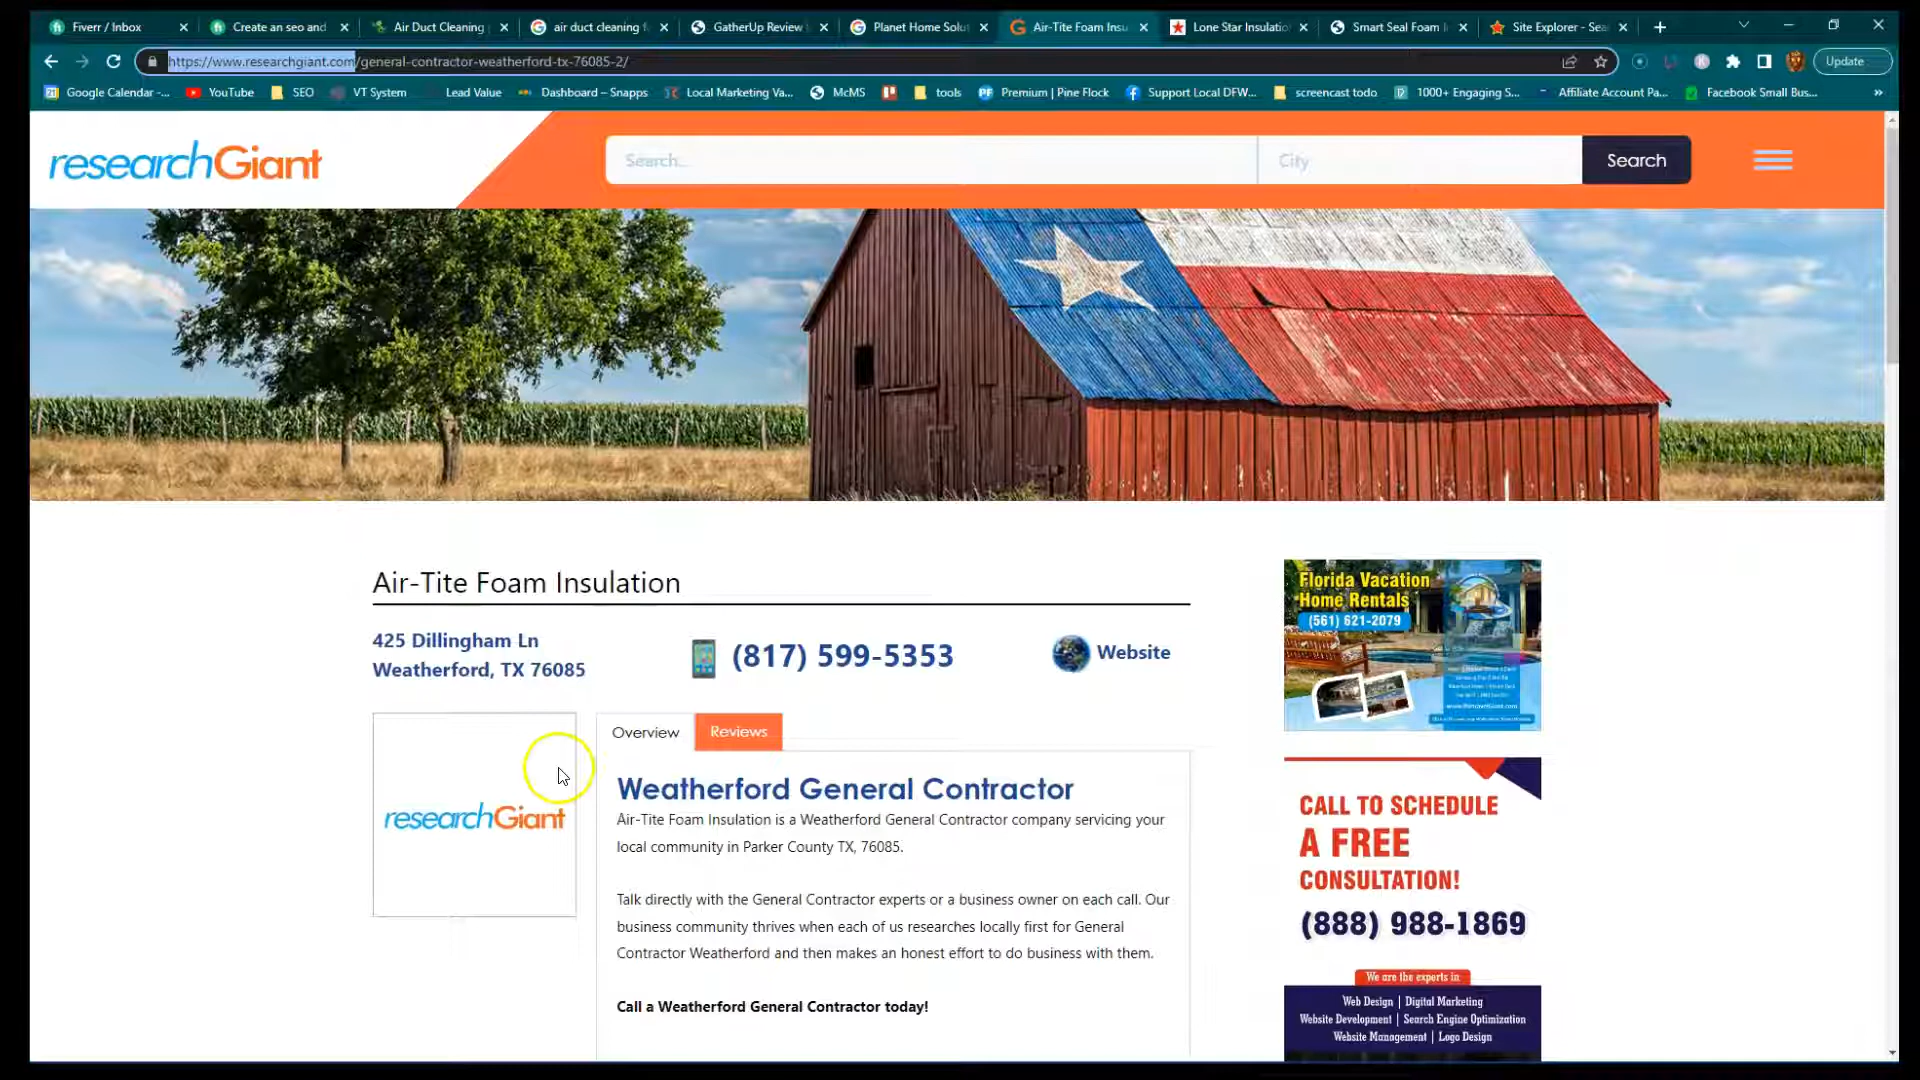 Fiverr / Inbox
Create an seo and
Air Duct Cleaning
air duct cleaning f
GatherUp Review
Planet Home Solut
Air-Tite Foam Insu
Lone Star Insulatio
Smart Seal Foam I
Site Explorer - Sea
https://www.researchgiant.com/general-contractor-weatherford-tx-76085-2/
Update
Google Calendar -...
YouTube
SEO
VT System
Lead Value
Dashboard – Snapps
Local Marketing Va...
McMS
tools
Premium | Pine Flock
Support Local DFW...
screencast todo
1000+ Engaging S...
Affiliate Account Pa...
Facebook Small Bus...
researchGiant
Search...
City
Search
Air-Tite Foam Insulation
425 Dillingham Ln
Weatherford, TX 76085
(817) 599-5353
Website
researchGiant
Overview
Reviews
Weatherford General Contractor
Air-Tite Foam Insulation is a Weatherford General Contractor company servicing your
local community in Parker County TX, 76085.
Talk directly with the General Contractor experts or a business owner on each call. Our
business community thrives when each of us researches locally first for General
Contractor Weatherford and then makes an honest effort to do business with them.
Call a Weatherford General Contractor today!
Florida Vacation
Home Rentals
(561) 621-2079
CALL TO SCHEDULE
A FREE
CONSULTATION!
(888) 988-1869
We are the experts in:
Web Design | Digital Marketing
Website Development | Search Engine Optimization
Website Management | Logo Design